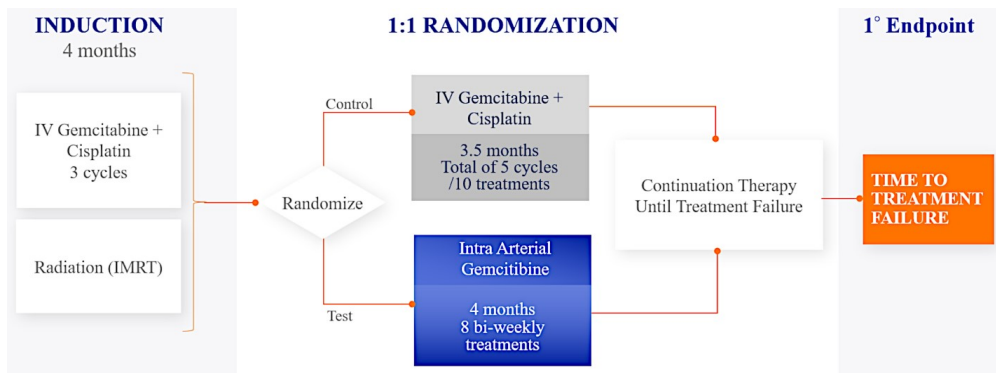 INDUCTION
4 months
IV Gemcitabine +
Cisplatin
3 cycles
Radiation (IMRT)
1:1 RANDOMIZATION
Randomize
Control
IV Gemcitabine +
Cisplatin
3.5 months
Total of 5 cycles
/10 treatments
Test
Intra Arterial
Gemcitibine
4 months
8 bi-weekly
treatments
Continuation Therapy
Until Treatment Failure
1° Endpoint
TIME TO
TREATMENT
FAILURE